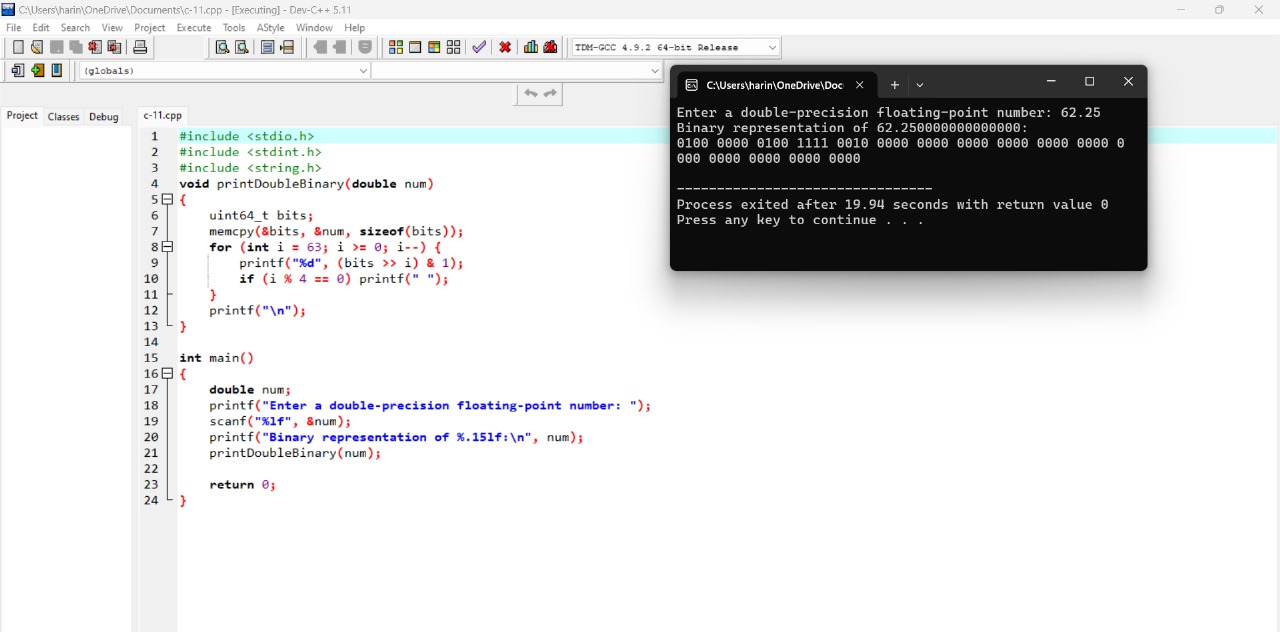 C:\Users\harin\OneDrive\Documents\c-11.cpp - [Executing] - Dev-C++ 5.11
File Edit Search View Project Execute Tools AStyle Window Help
TDM-GCC 4.9.2 64-bit Release
(globals)
Project Classes Debug
c-11.cpp
1 #include <stdio.h>
2 #include <stdint.h>
3 #include <string.h>
4 void printDoubleBinary(double num)
5 {
6 uint64_t bits;
7 memcpy(&bits, &num, sizeof(bits));
8 for (int i = 63; i >= 0; i--) {
9 printf("%d", (bits >> i) & 1);
10 if (i % 4 == 0) printf(" ");
11 }
12 printf("\n");
13 }
14
15 int main()
16 {
17 double num;
18 printf("Enter a double-precision floating-point number: ");
19 scanf("%lf", &num);
20 printf("Binary representation of %.15lf:\n", num);
21 printDoubleBinary(num);
22
23 return 0;
24 }
C:\Users\harin\OneDrive\Doc
Enter a double-precision floating-point number: 62.25
Binary representation of 62.250000000000000:
0100 0000 0100 1111 0010 0000 0000 0000 0000 0000 0000 0
000 0000 0000 0000 0000
--------------------------------
Process exited after 19.94 seconds with return value 0
Press any key to continue . . .